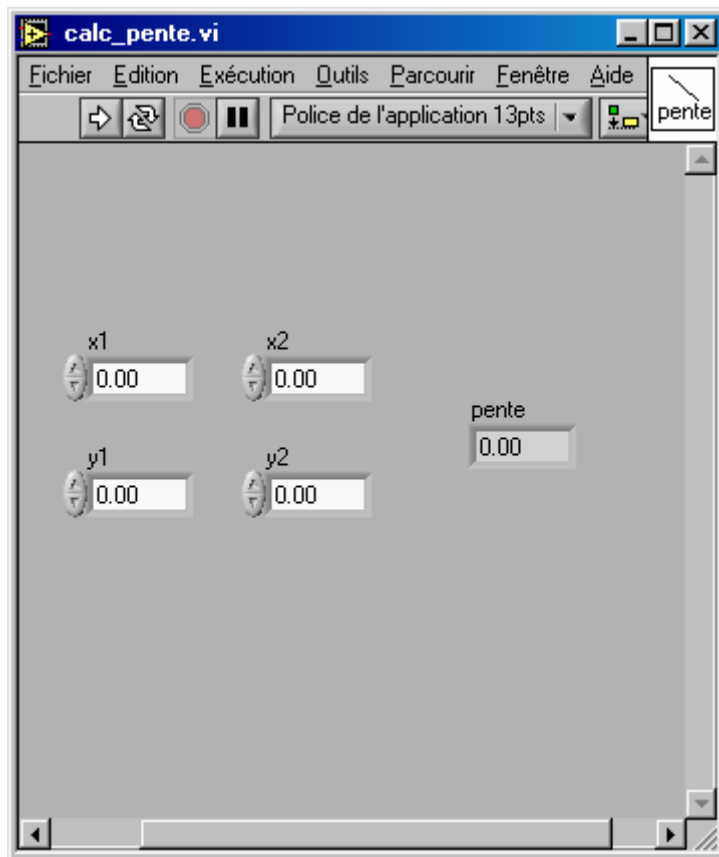 calc_pente.vi
Fichier Edition Exécution Outils Parcourir Fenêtre Aide
Police de l'application 13pts
pente
x1 x2
0.00 0.00
pente
0.00
y1 y2
0.00 0.00